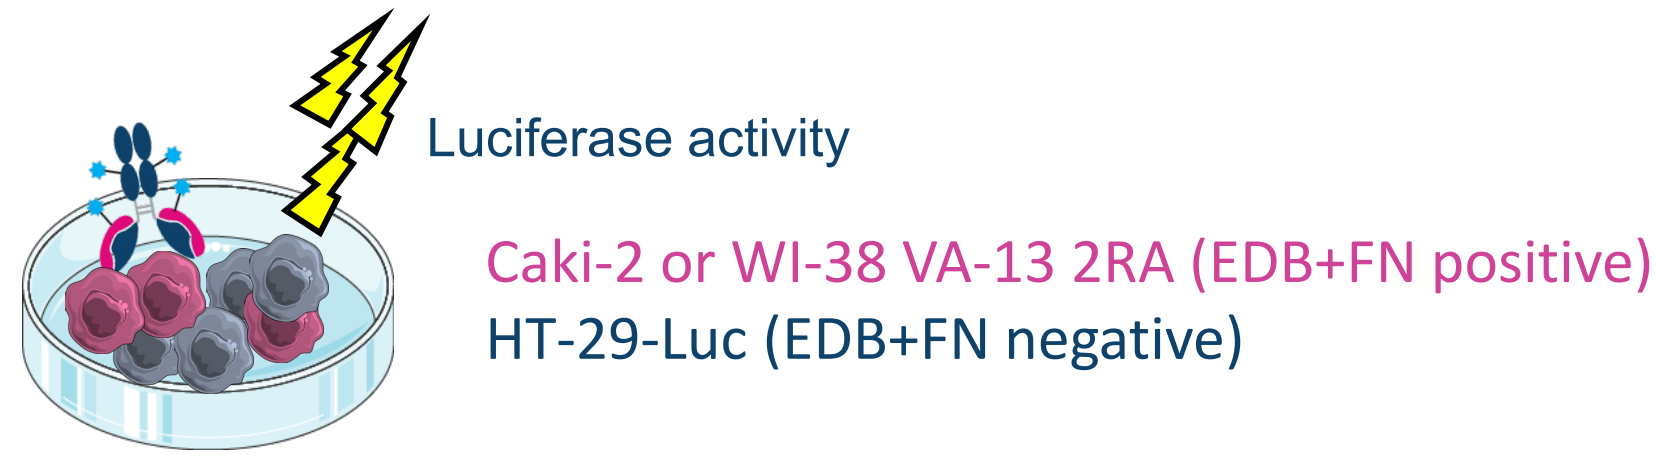 Luciferase activity
Caki-2 or WI-38 VA-13 2RA (EDB+FN positive)
HT-29-Luc (EDB+FN negative)